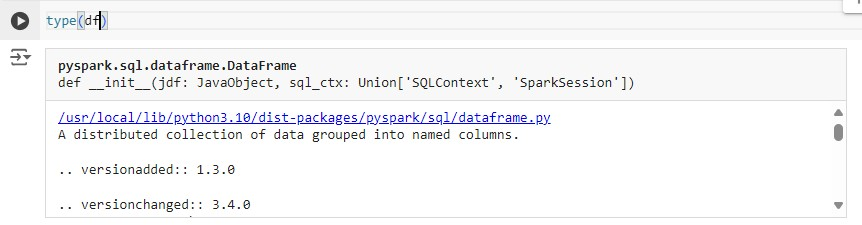 type(df)
pyspark.sql.dataframe.DataFrame
def __init__(jdf: JavaObject, sql_ctx: Union['SQLContext', 'SparkSession'])
/usr/local/lib/python3.10/dist-packages/pyspark/sql/dataframe.py
A distributed collection of data grouped into named columns.
.. versionadded:: 1.3.0
.. versionchanged:: 3.4.0